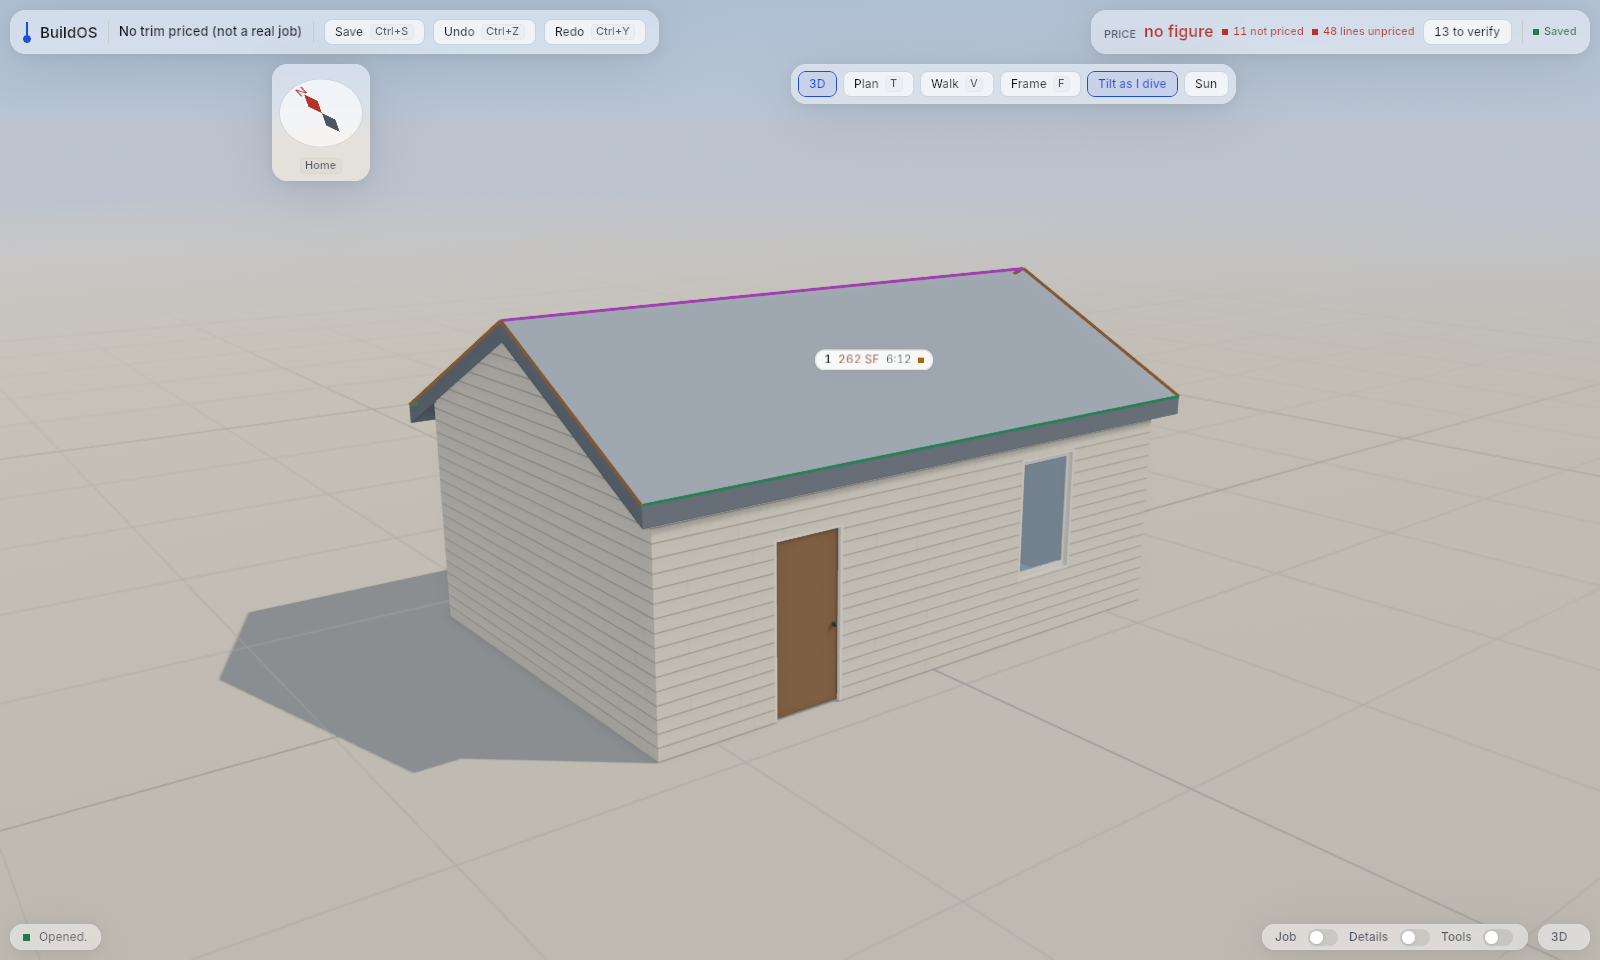 BuildOS No trim priced (not a real job) Save Ctrl+S Undo Ctrl+Z Redo Ctrl+Y PRICE no figure 11 not priced 48 lines unpriced 13 to verify Saved
3D Plan T Walk V Frame F Tilt as I dive Sun
N
Home
1 262 SF 6:12
Opened. Job Details Tools 3D